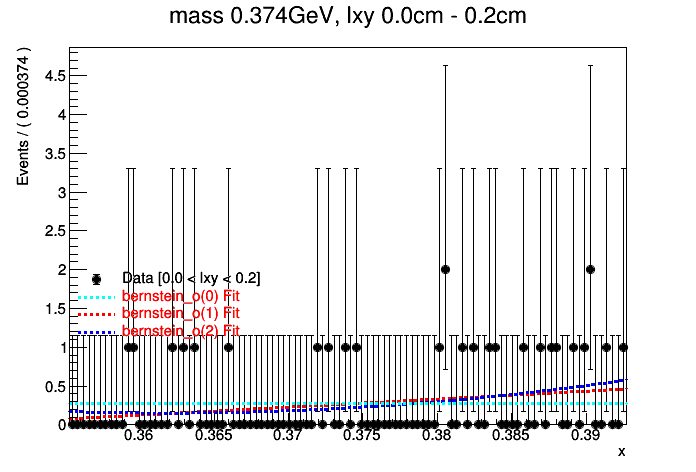 mass 0.374GeV, lxy 0.0cm - 0.2cm
Events / ( 0.000374 )
4.5
4
3.5
3
2.5
2
1.5
1
0.5
0
Data [0.0 < lxy < 0.2]
bernstein_o(0) Fit
bernstein_o(1) Fit
bernstein_o(2) Fit
0.36 0.365 0.37 0.375 0.38 0.385 0.39
x